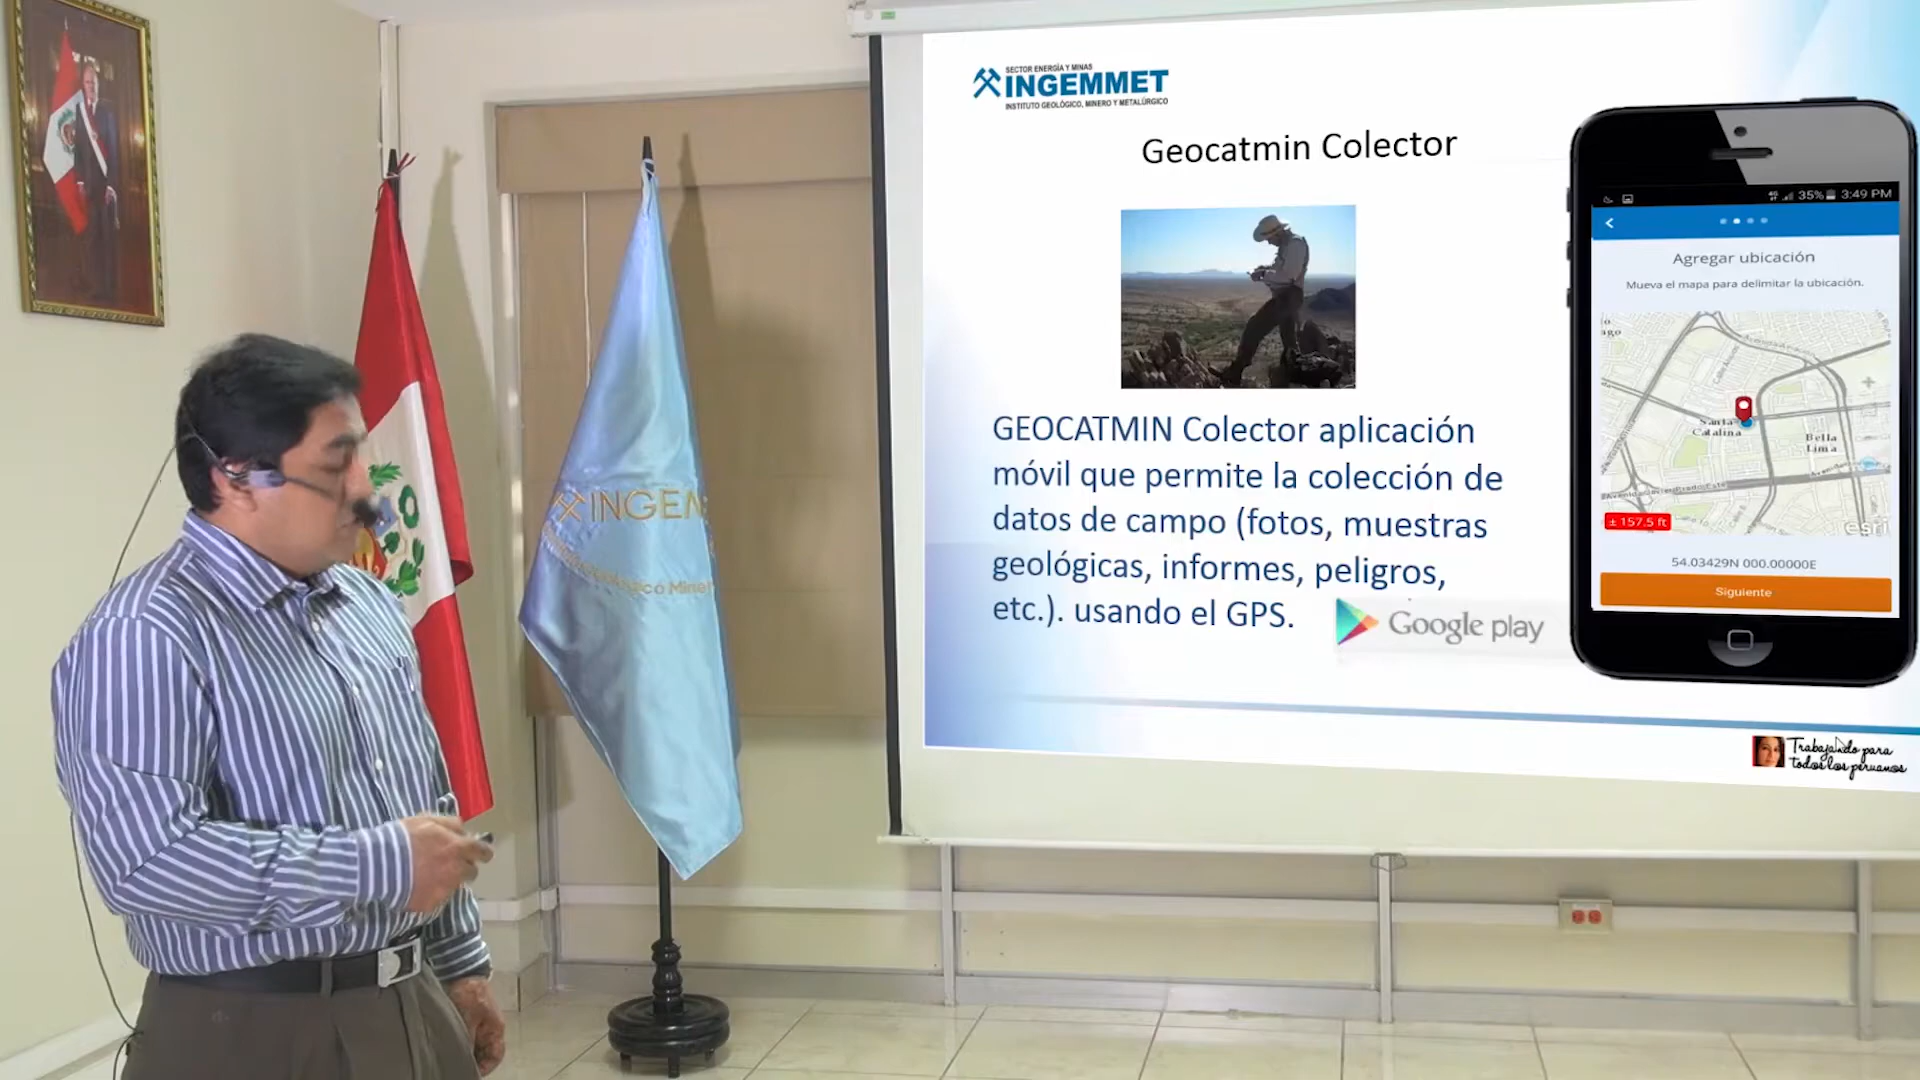 SECTOR ENERGÍA Y MINAS
INGEMMET
INSTITUTO GEOLÓGICO, MINERO Y METALÚRGICO
Geocatmin Colector
GEOCATMIN Colector aplicación
móvil que permite la colección de
datos de campo (fotos, muestras
geológicas, informes, peligros,
etc.). usando el GPS.
Google play
35% 3:49 PM
Agregar ubicación
Mueva el mapa para delimitar la ubicación.
Santa
Catalina
Bella
Lima
± 157.5 ft
esri
54.03429N 000.00000E
Siguiente
Trabajando para
todos los peruanos
INGEM